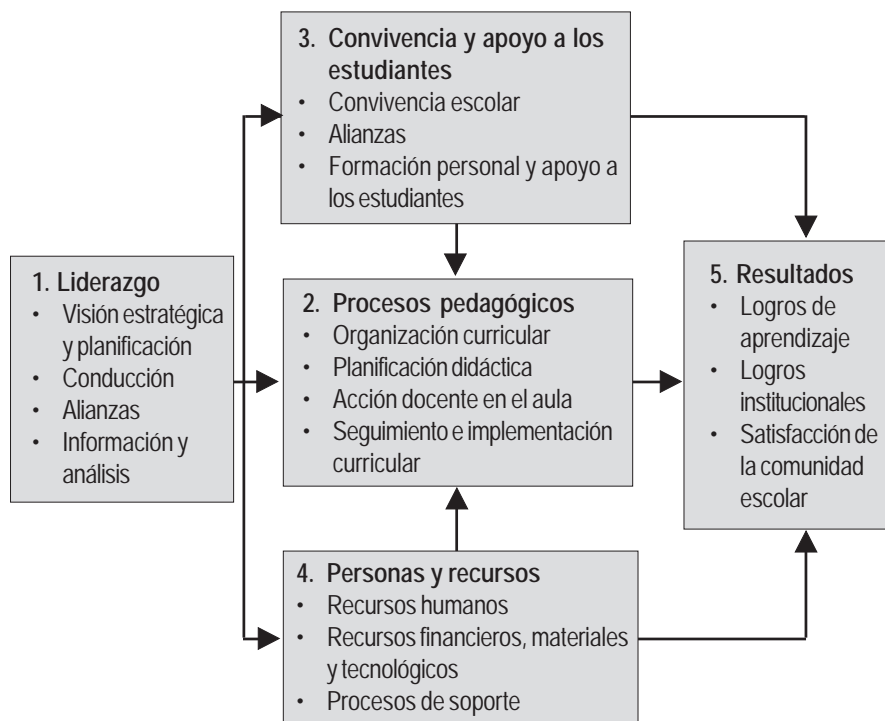 3. Convivencia y apoyo a los
estudiantes
• Convivencia escolar
• Alianzas
• Formación personal y apoyo a
los estudiantes
1. Liderazgo
• Visión estratégica
y planificación
• Conducción
• Alianzas
• Información y
análisis
2. Procesos pedagógicos
• Organización curricular
• Planificación didáctica
• Acción docente en el aula
• Seguimiento e implementación
curricular
5. Resultados
• Logros de
aprendizaje
• Logros
institucionales
• Satisfacción de
la comunidad
escolar
4. Personas y recursos
• Recursos humanos
• Recursos financieros, materiales
y tecnológicos
• Procesos de soporte